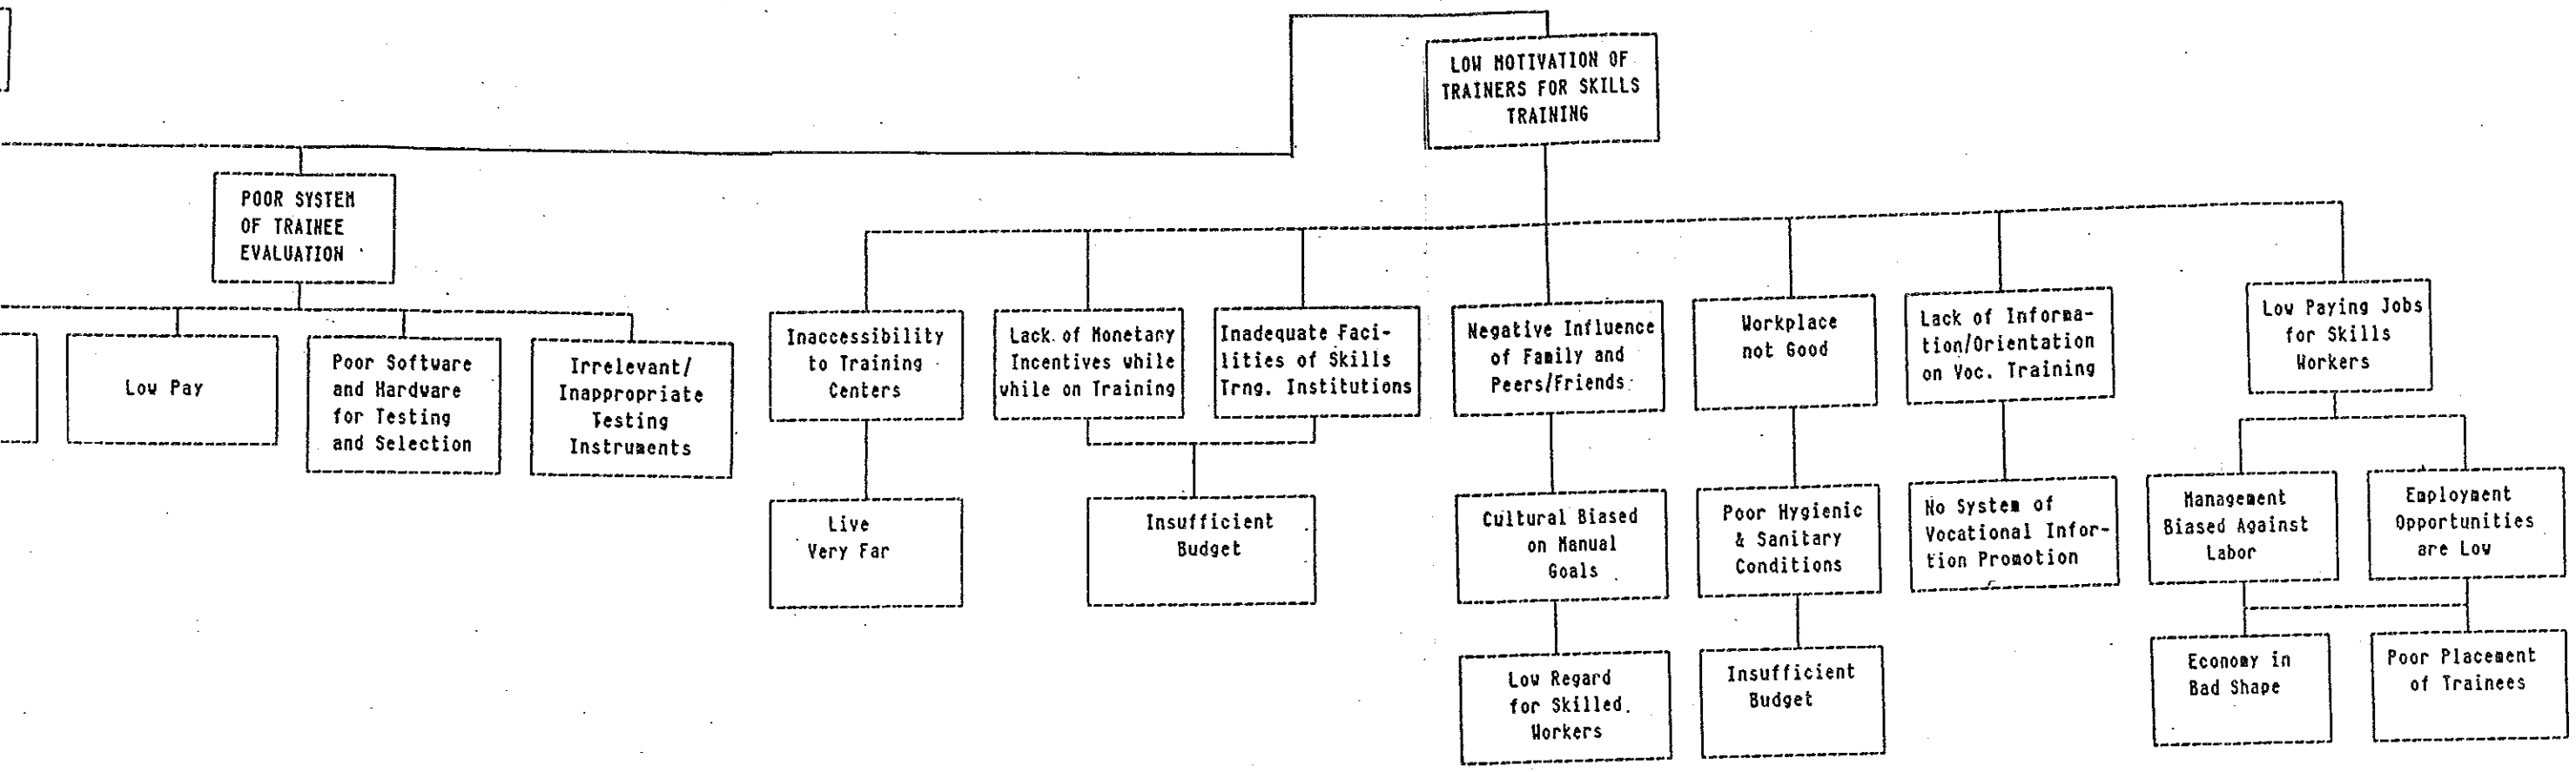 LOW MOTIVATION OF
TRAINERS FOR SKILLS
TRAINING
POOR SYSTEM
OF TRAINEE
EVALUATION
Low Pay
Poor Software
and Hardware
for Testing
and Selection
Irrelevant/
Inappropriate
Testing
Instruments
Inaccessibility
to Training
Centers
Lack of Monetary
Incentives while
while on Training
Inadequate Faci-
lities of Skills
Trng. Institutions
Negative Influence
of Family and
Peers/Friends
Workplace
not Good
Lack of Informa-
tion/Orientation
on Voc. Training
Low Paying Jobs
for Skills
Workers
Live
Very Far
Insufficient
Budget
Cultural Biased
on Manual
Goals
Poor Hygienic
& Sanitary
Conditions
No System of
Vocational Infor-
tion Promotion
Management
Biased Against
Labor
Employment
Opportunities
are Low
Low Regard
for Skilled
Workers
Insufficient
Budget
Economy in
Bad Shape
Poor Placement
of Trainees